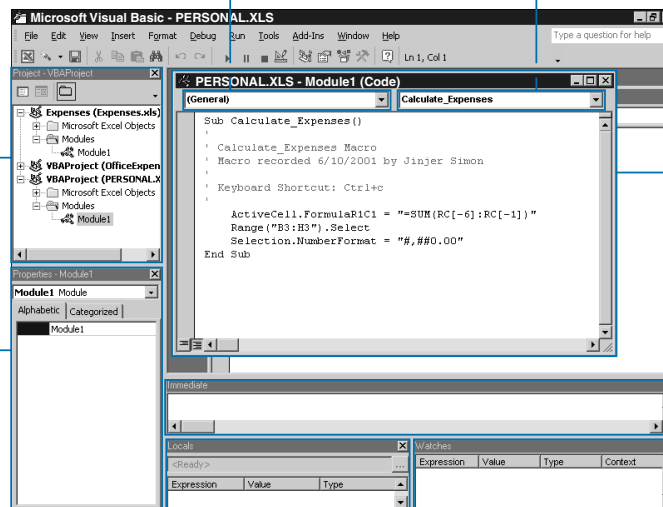 Microsoft Visual Basic - PERSONAL.XLS
File Edit View Insert Format Debug Run Tools Add-Ins Window Help
Type a question for help
Ln 1, Col 1
Project - VBAProject
Expenses (Expenses.xls)
Microsoft Excel Objects
Modules
Module1
VBAProject (OfficeExpen
VBAProject (PERSONAL.X
Microsoft Excel Objects
Modules
Module1
PERSONAL.XLS - Module1 (Code)
(General)
Calculate_Expenses
Sub Calculate_Expenses()
'
' Calculate_Expenses Macro
' Macro recorded 6/10/2001 by Jinjer Simon
'
' Keyboard Shortcut: Ctrl+c
'
ActiveCell.FormulaR1C1 = "=SUM(RC[-6]:RC[-1])"
Range("B3:H3").Select
Selection.NumberFormat = "#,##0.00"
End Sub
Properties - Module1
Module1 Module
Alphabetic Categorized
Module1
Immediate
Locals
<Ready>
...
Expression Value Type
Watches
Expression Value Type Context